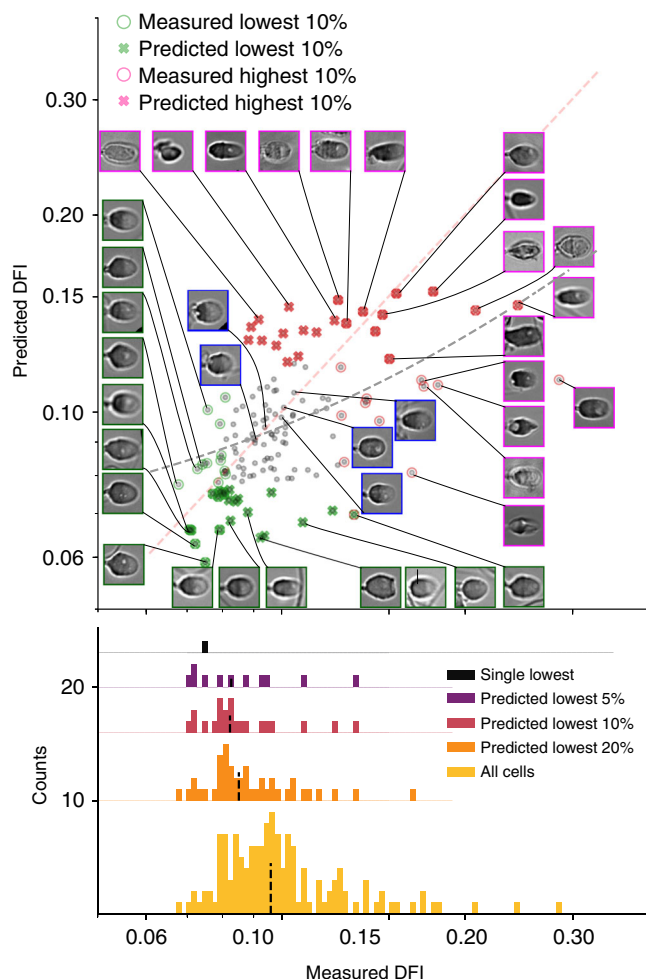 Measured lowest 10%
Predicted lowest 10%
Measured highest 10%
Predicted highest 10%
0.30
0.20
0.15
0.10
0.06
Predicted DFI
Single lowest
Predicted lowest 5%
Predicted lowest 10%
Predicted lowest 20%
All cells
20
10
Counts
0.06
0.10
0.15
0.20
0.30
Measured DFI